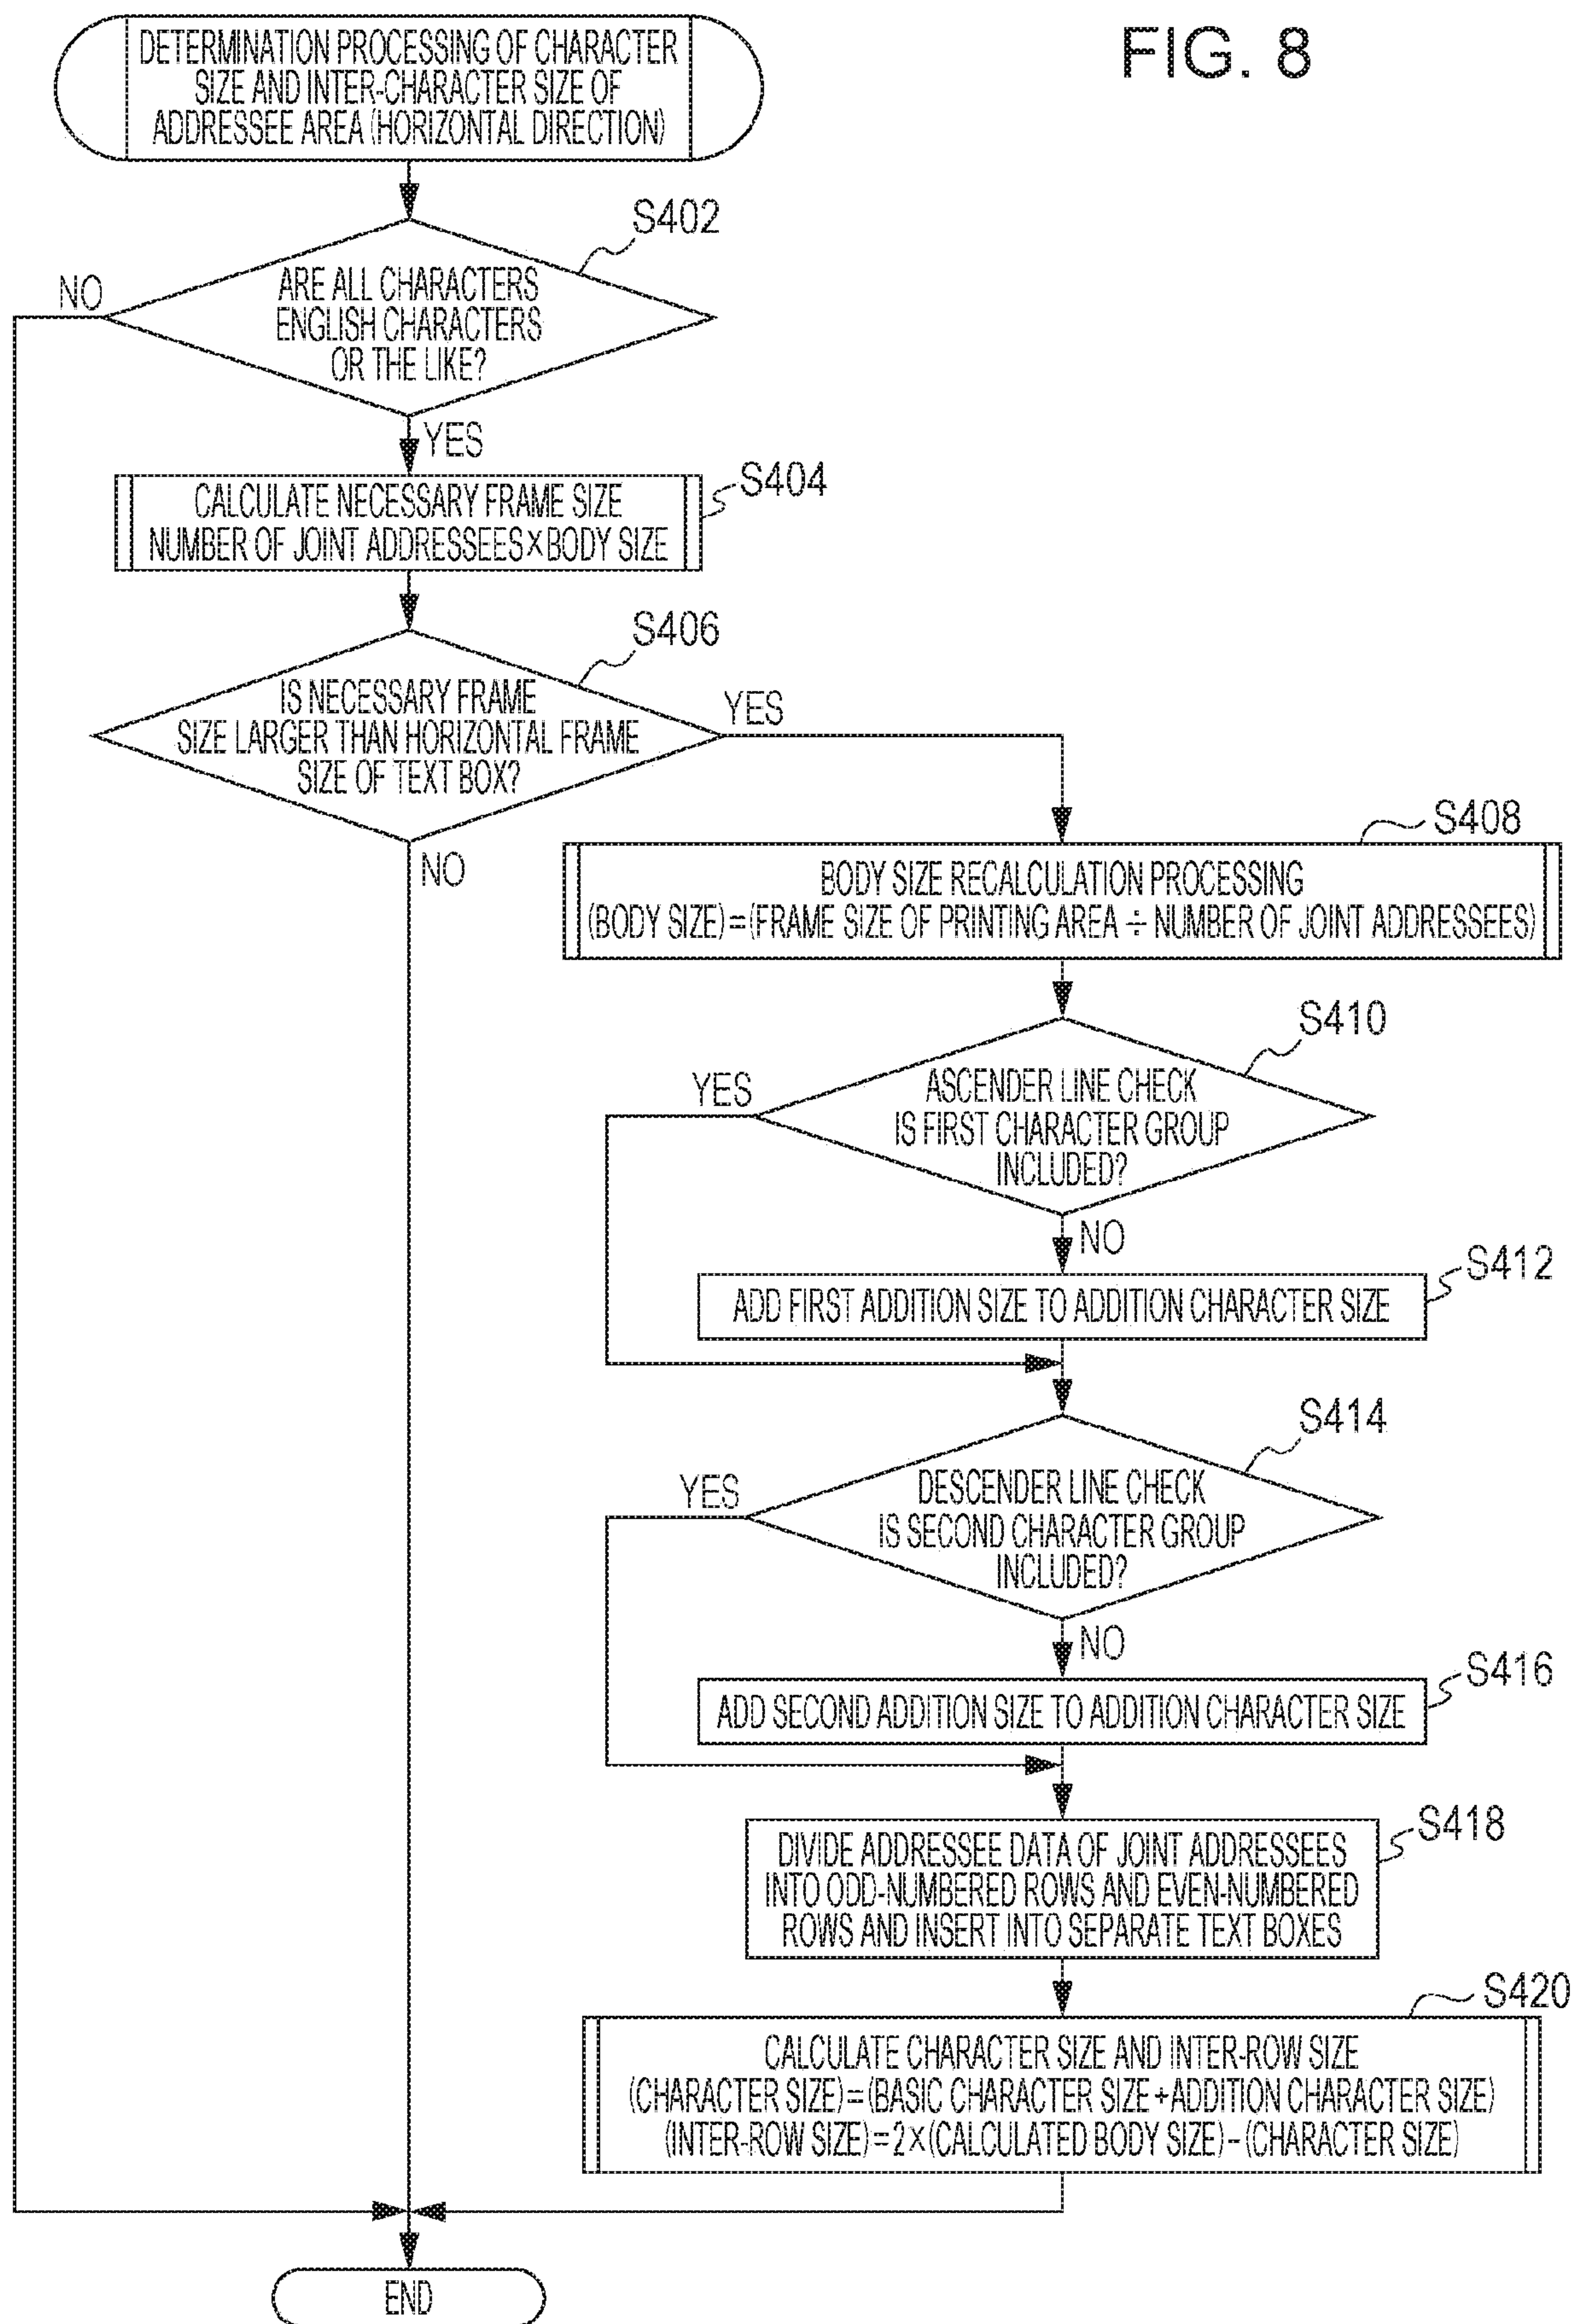 FIG. 8
DETERMINATION PROCESSING OF CHARACTER
SIZE AND INTER-CHARACTER SIZE OF
ADDRESSEE AREA (HORIZONTAL DIRECTION)
S402
NO
ARE ALL CHARACTERS
ENGLISH CHARACTERS
OR THE LIKE?
YES
S404
CALCULATE NECESSARY FRAME SIZE
NUMBER OF JOINT ADDRESSEES×BODY SIZE
S406
IS NECESSARY FRAME
SIZE LARGER THAN HORIZONTAL FRAME
SIZE OF TEXT BOX?
YES
NO
S408
BODY SIZE RECALCULATION PROCESSING
(BODY SIZE)=(FRAME SIZE OF PRINTING AREA ÷ NUMBER OF JOINT ADDRESSEES)
S410
YES
ASCENDER LINE CHECK
IS FIRST CHARACTER GROUP
INCLUDED?
NO
S412
ADD FIRST ADDITION SIZE TO ADDITION CHARACTER SIZE
S414
YES
DESCENDER LINE CHECK
IS SECOND CHARACTER GROUP
INCLUDED?
NO
S416
ADD SECOND ADDITION SIZE TO ADDITION CHARACTER SIZE
S418
DIVIDE ADDRESSEE DATA OF JOINT ADDRESSEES
INTO ODD-NUMBERED ROWS AND EVEN-NUMBERED
ROWS AND INSERT INTO SEPARATE TEXT BOXES
S420
CALCULATE CHARACTER SIZE AND INTER-ROW SIZE
(CHARACTER SIZE)=(BASIC CHARACTER SIZE+ADDITION CHARACTER SIZE)
(INTER-ROW SIZE)=2×(CALCULATED BODY SIZE)-(CHARACTER SIZE)
END